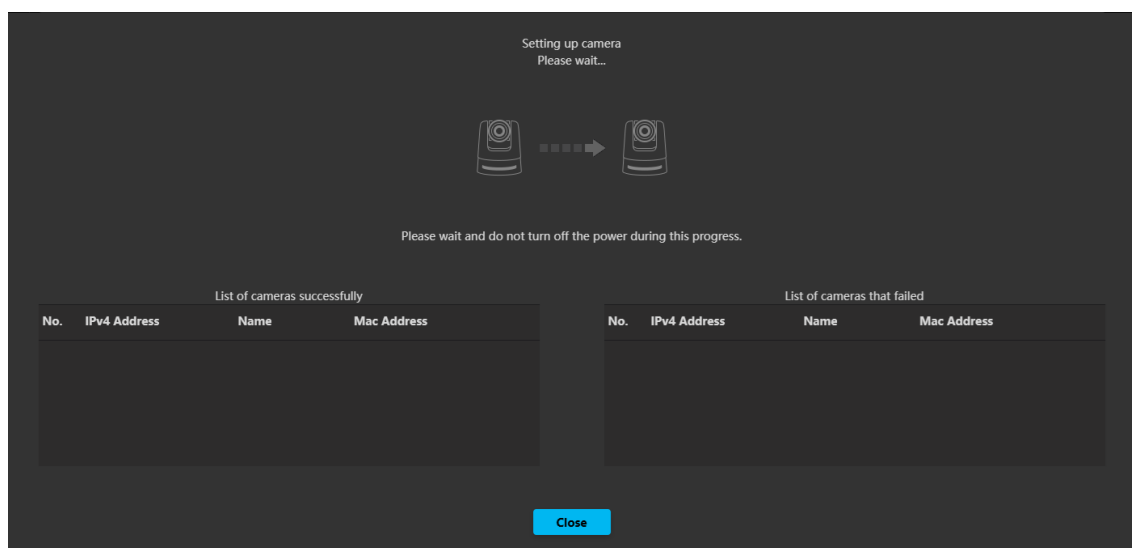 Setting up camera
Please wait...
Please wait and do not turn off the power during this progress.
List of cameras successfully
No. IPv4 Address Name Mac Address
List of cameras that failed
No. IPv4 Address Name Mac Address
Close